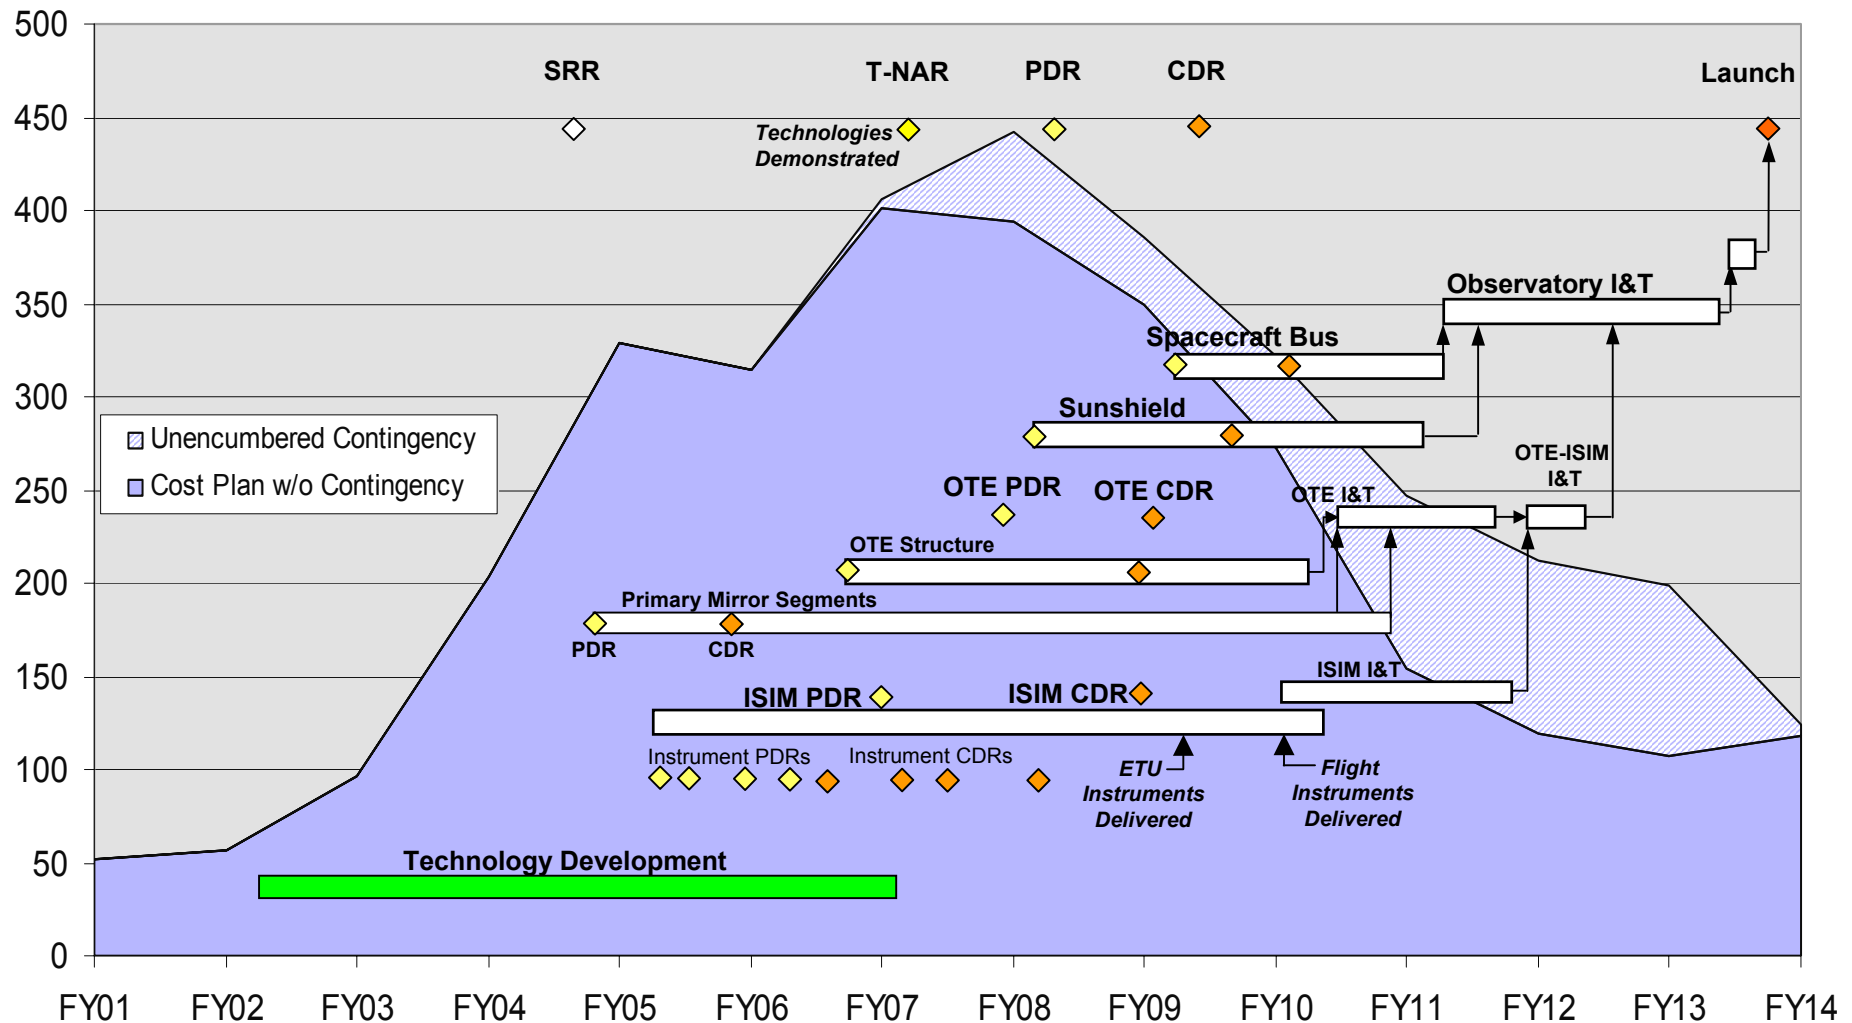 500
450
400
350
300
250
200
150
100
50
0
SRR
T-NAR
PDR
CDR
Launch
Technologies
Demonstrated
Observatory I&T
Spacecraft Bus
Sunshield
Unencumbered Contingency
Cost Plan w/o Contingency
OTE-ISIM
I&T
OTE PDR
OTE CDR
OTE I&T
OTE Structure
Primary Mirror Segments
PDR
CDR
ISIM I&T
ISIM PDR
ISIM CDR
Instrument PDRs
Instrument CDRs
ETU
Instruments
Delivered
Flight
Instruments
Delivered
Technology Development
FY01 FY02 FY03 FY04 FY05 FY06 FY07 FY08 FY09 FY10 FY11 FY12 FY13 FY14